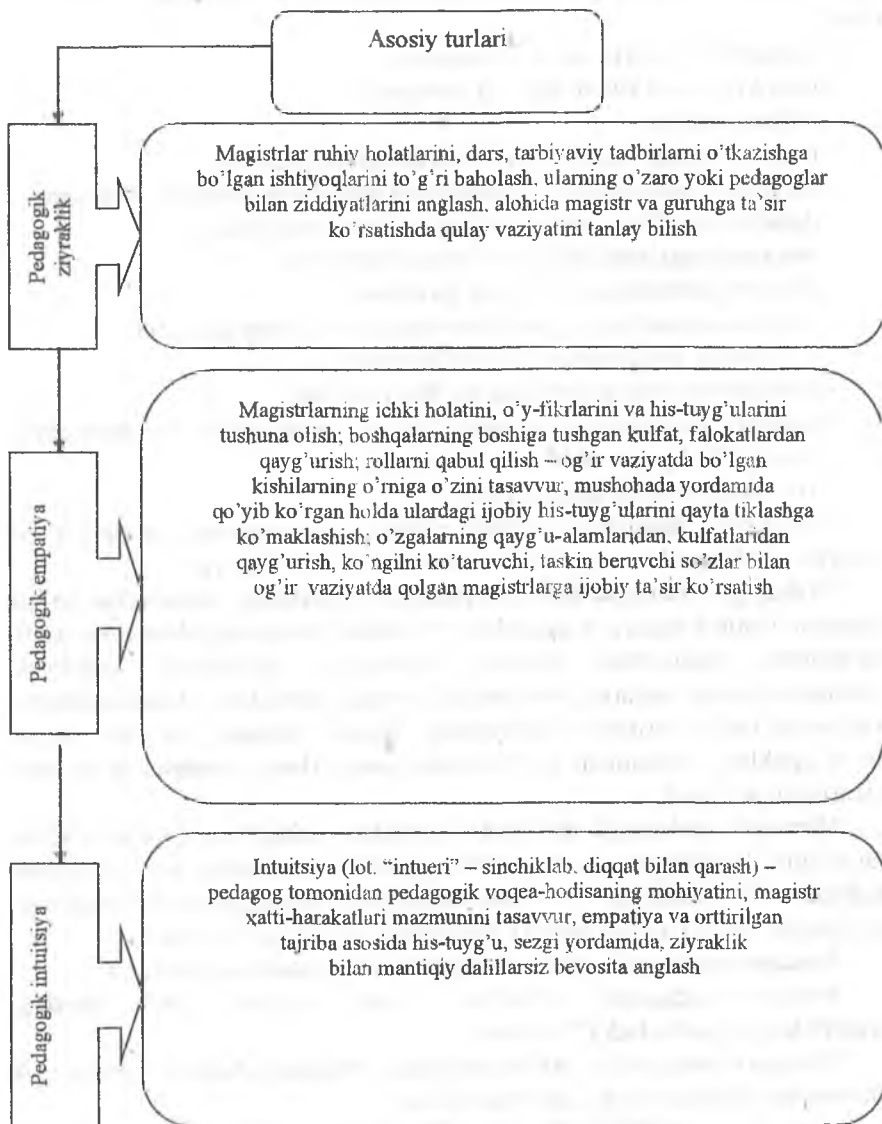 Asosiy turlari
Pedagogik
ziyraklik
Magistrlar ruhiy holatlarini, dars, tarbiyaviy tadbirlarni o'tkazishga
bo'lgan ishtiyoqlarini to'g'ri baholash, ularning o'zaro yoki pedagoglar
bilan ziddiyatlarini anglash, alohida magistr va guruhga ta'sir
ko'rsatishda qulay vaziyatini tanlay bilish
Pedagogik empatiya
Magistrlarning ichki holatini, o'y-fikrlarini va his-tuyg'ularini
tushuna olish; boshqalarning boshiga tushgan kulfat, falokatlardan
qayg'urish; rollarni qabul qilish – og'ir vaziyatda bo'lgan
kishilarning o'rniga o'zini tasavvur, mushohada yordamida
qo'yib ko'rgan holda ulardagi ijobiy his-tuyg'ularini qayta tiklashga
ko'maklashish; o'zgalarning qayg'u-alamlaridan, kulfatlaridan
qayg'urish, ko'ngilni ko'taruvchi, taskin beruvchi so'zlar bilan
og'ir vaziyatda qolgan magistrlarga ijobiy ta'sir ko'rsatish
Pedagogik intuitsiya
Intuitsiya (lot. “intueri” – sinchiklab, diqqat bilan qarash) –
pedagog tomonidan pedagogik voqea-hodisaning mohiyatini, magistr
xatti-harakatluri mazmunini tasavvur, empatiya va orttirilgan
tajriba asosida his-tuyg'u, sezgi yordamida, ziyraklik
bilan mantiqiy dalillarsiz bevosita anglash